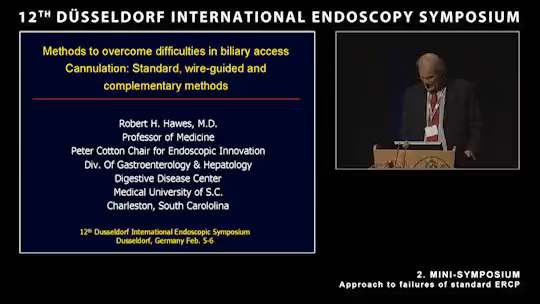 12TH DÜSSELDORF INTERNATIONAL ENDOSCOPY SYMPOSIUM
Methods to overcome difficulties in biliary access
Cannulation: Standard, wire-guided and
complementary methods
Robert H. Hawes, M.D.
Professor of Medicine
Peter Cotton Chair for Endoscopic Innovation
Div. Of Gastroenterology & Hepatology
Digestive Disease Center
Medical University of S.C.
Charleston, South Carololina
12th Dusseldorf International Endoscopic Symposium
Dusseldorf, Germany Feb. 5-6
2. MINI-SYMPOSIUM
Approach to failures of standard ERCP